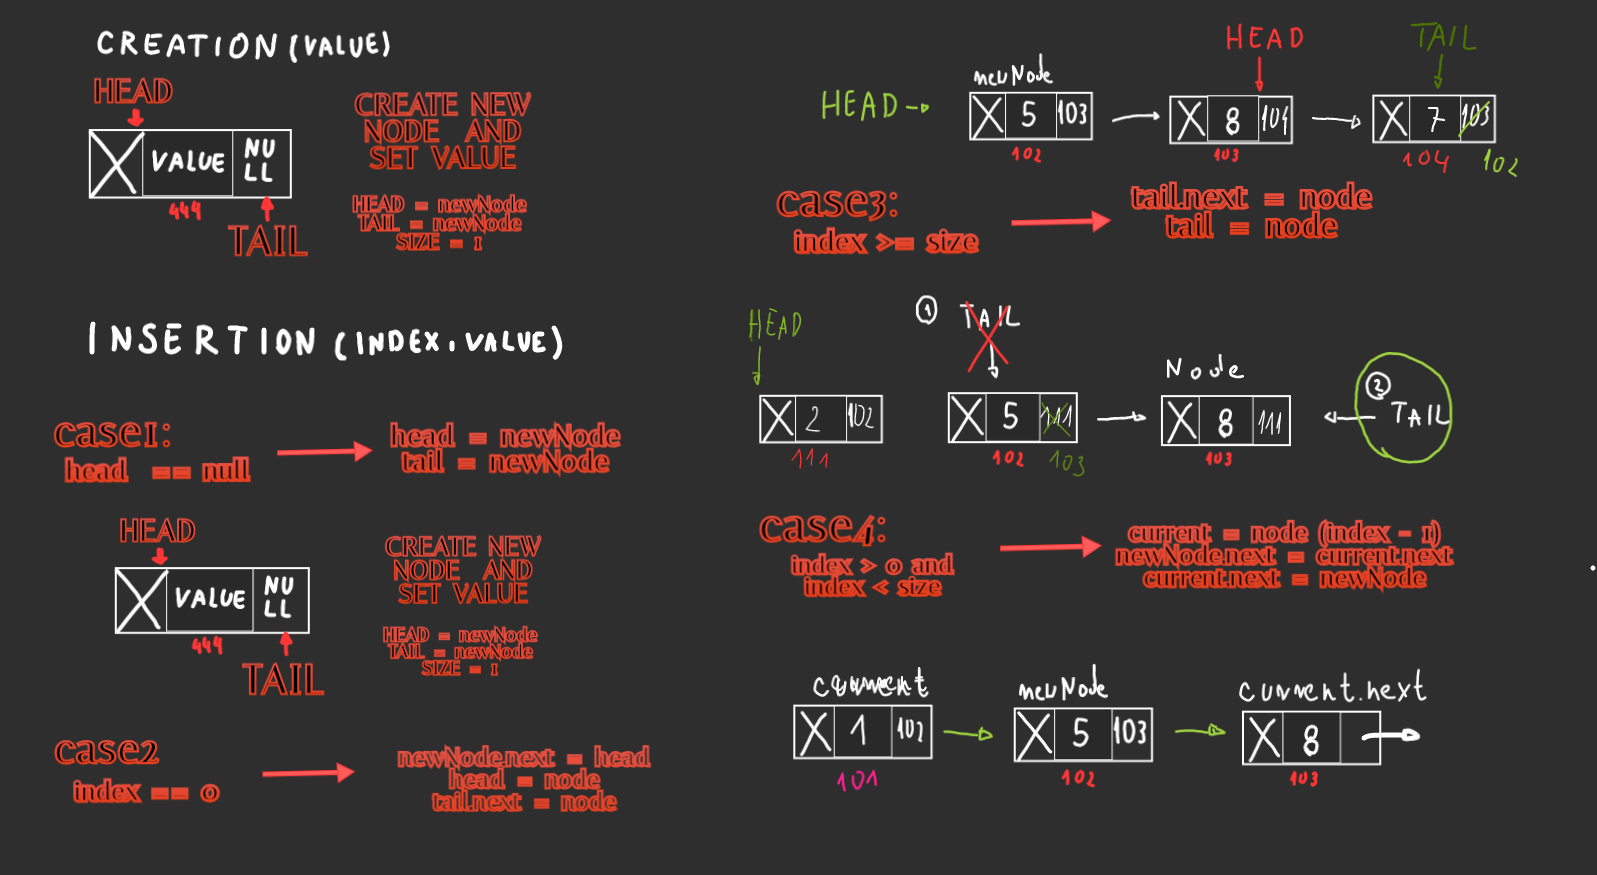 CREATION (VALUE)
HEAD
VALUE
NU
LL
444
TAIL
CREATE NEW
NODE AND
SET VALUE
HEAD = newNode
TAIL = newNode
SIZE = 1
INSERTION (INDEX, VALUE)
case1:
head == null
head = newNode
tail = newNode
HEAD
VALUE
NU
LL
444
TAIL
CREATE NEW
NODE AND
SET VALUE
HEAD = newNode
TAIL = newNode
SIZE = 1
case2
index == 0
newNode.next = head
head = node
tail.next = node
HEAD TAIL
newNode
HEAD
5 103
8 104
7 103
102 103 104 102
case3:
index >= size
tail.next = node
tail = node
HEAD
1 TAIL
Node
2 TAIL
2 102
5 111
8 111
111 102 103 103
case4:
index > 0 and
index < size
current = node (index - 1)
newNode.next = current.next
current.next = newNode
current newNode current.next
1 102
5 103
8
101 102 103